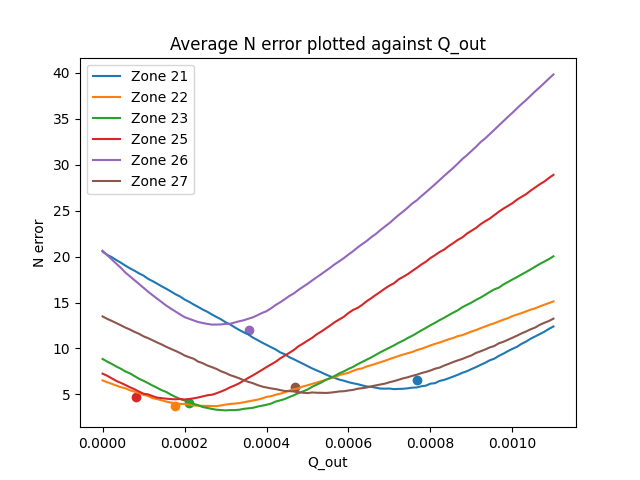 Average N error plotted against Q_out
Zone 21
Zone 22
Zone 23
Zone 25
Zone 26
Zone 27
40
35
30
25
20
15
10
5
N error
0.0000 0.0002 0.0004 0.0006 0.0008 0.0010
Q_out